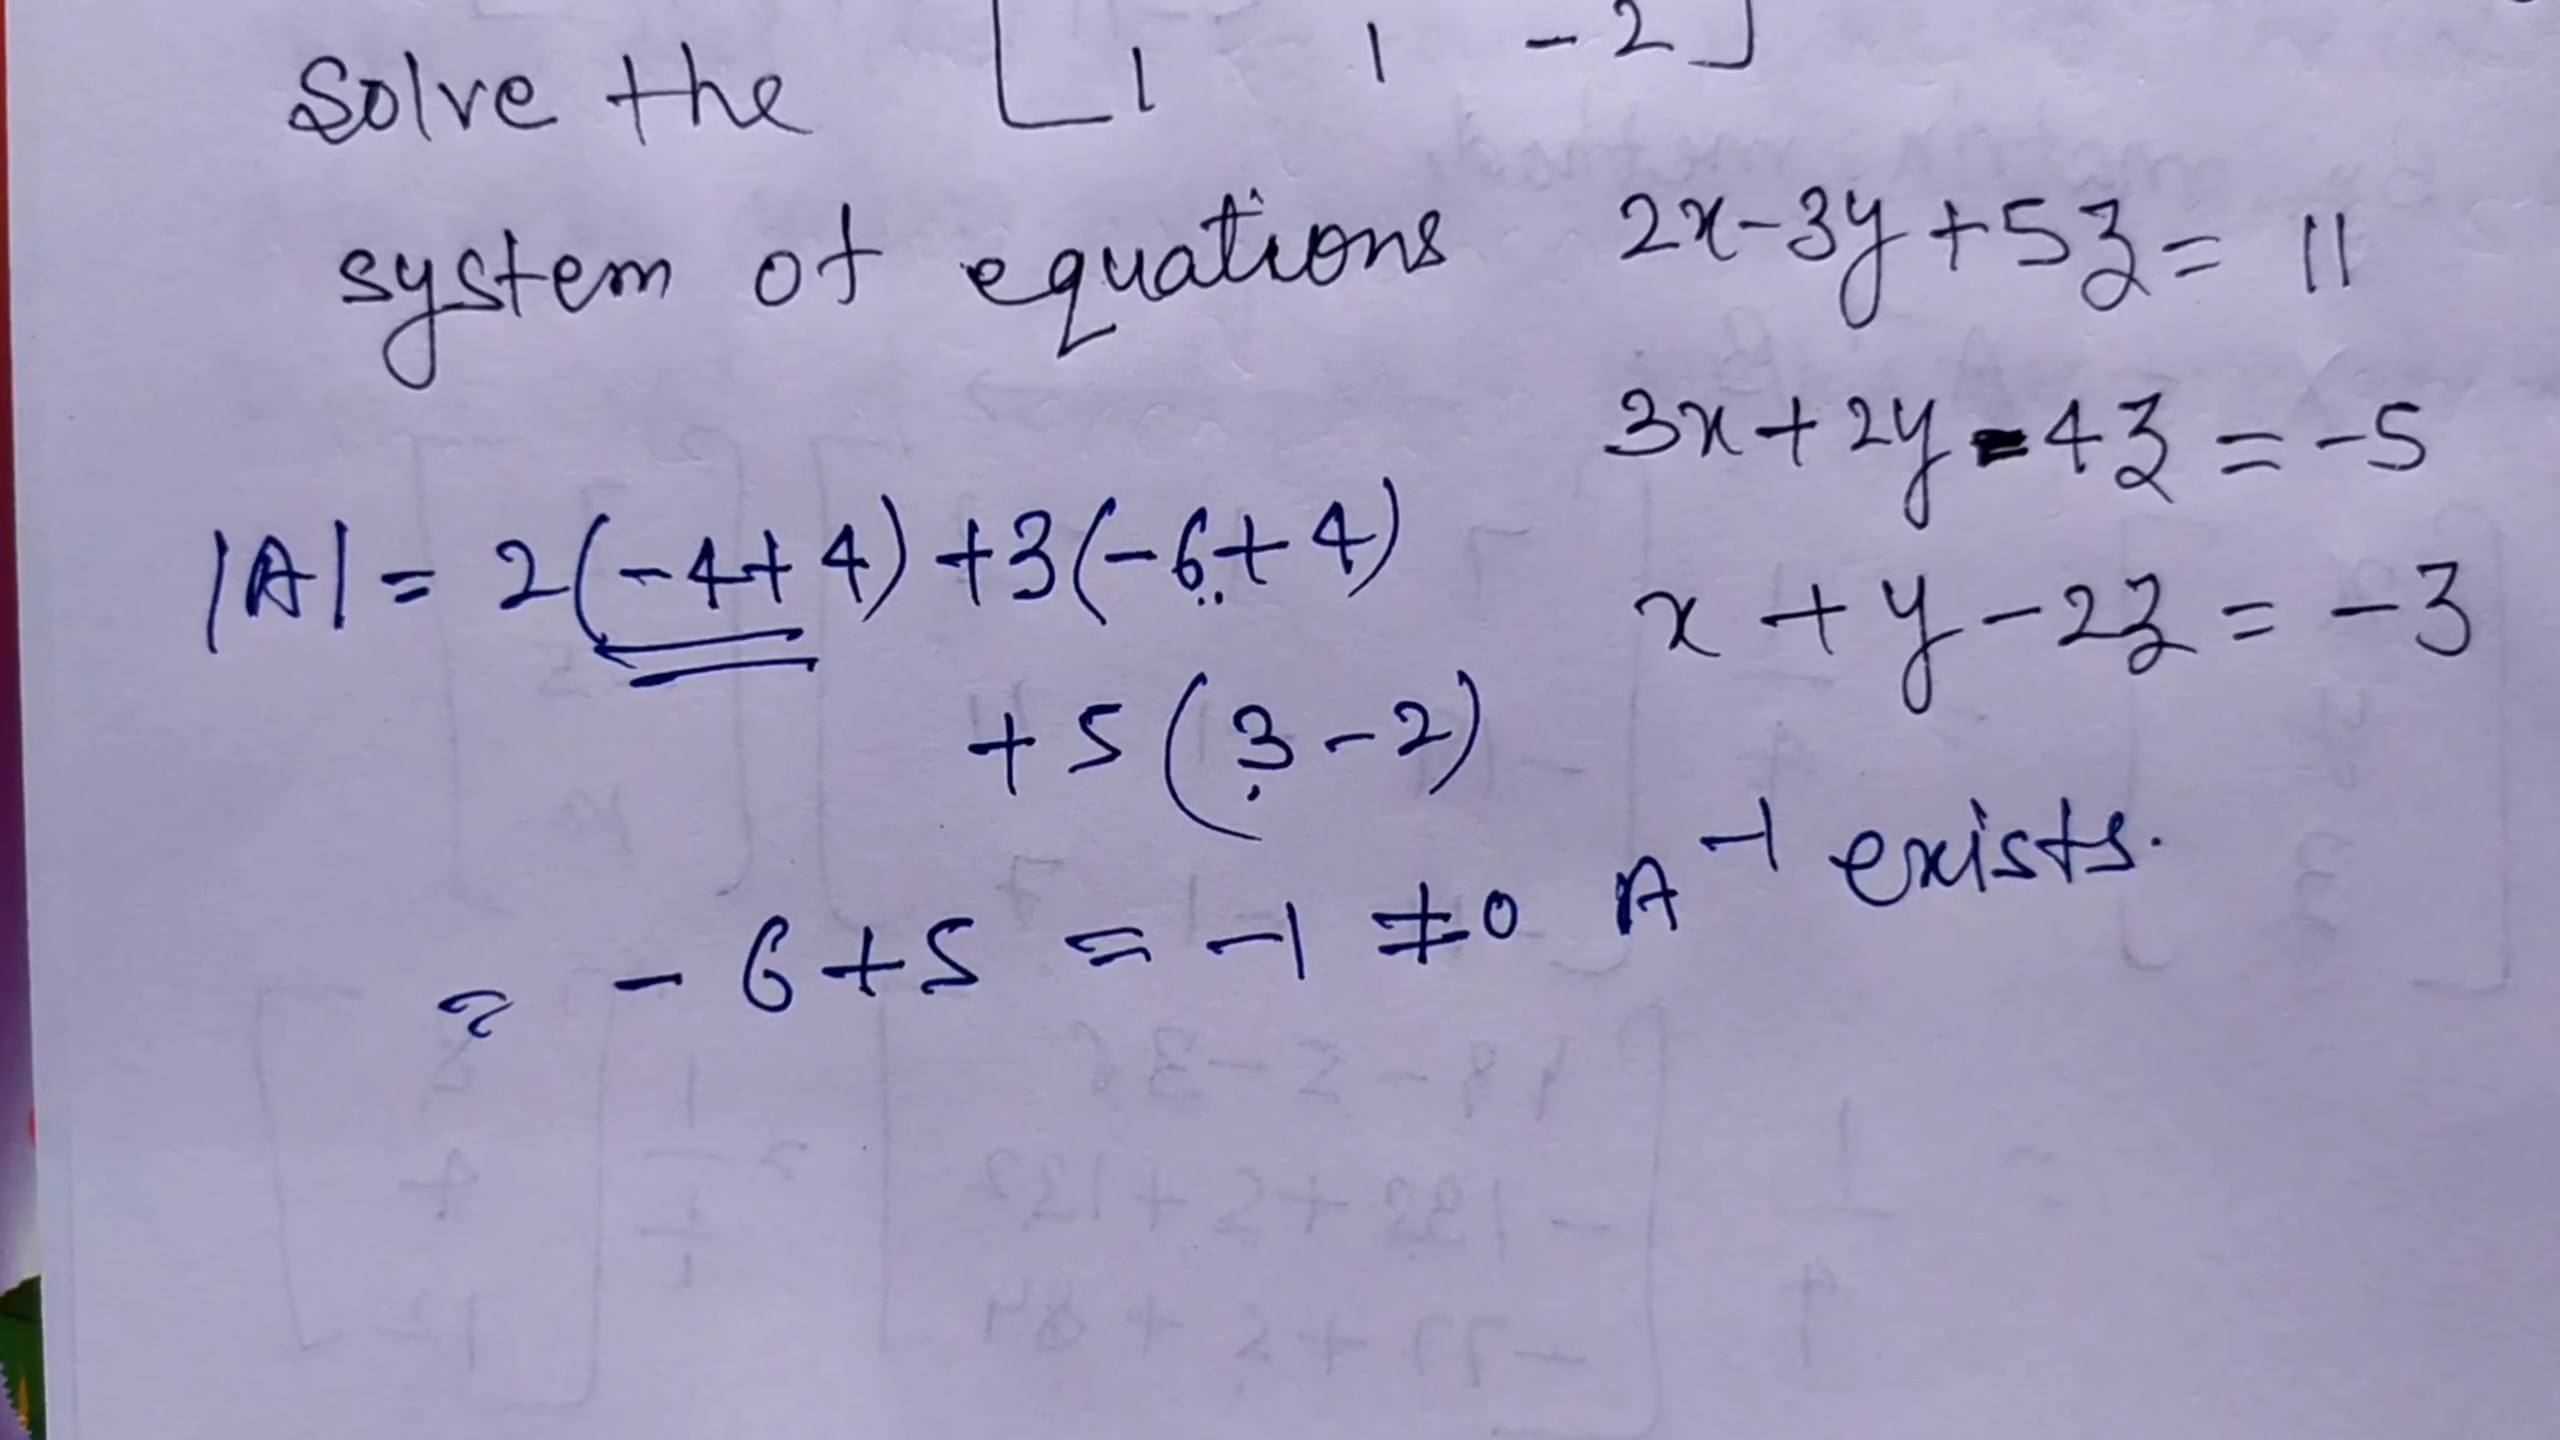 Solve the [ 1 1 -2 ]
system of equations 2x-3y+5z = 11
3x+2y-4z = -5
|A| = 2(-4+4)+3(-6+4)
x+y-2z = -3
+5(3-2)
= -6+5 = -1 ≠0 A⁻¹ exists.